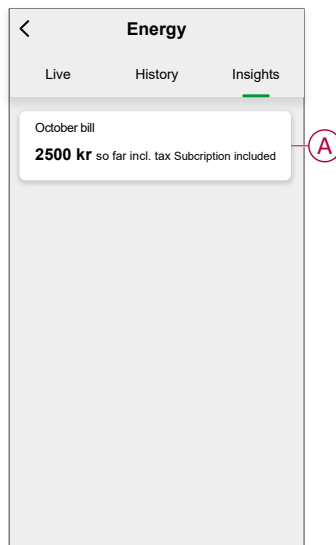 Energy
Live History Insights
October bill
2500 kr so far incl. tax Subcription included
A